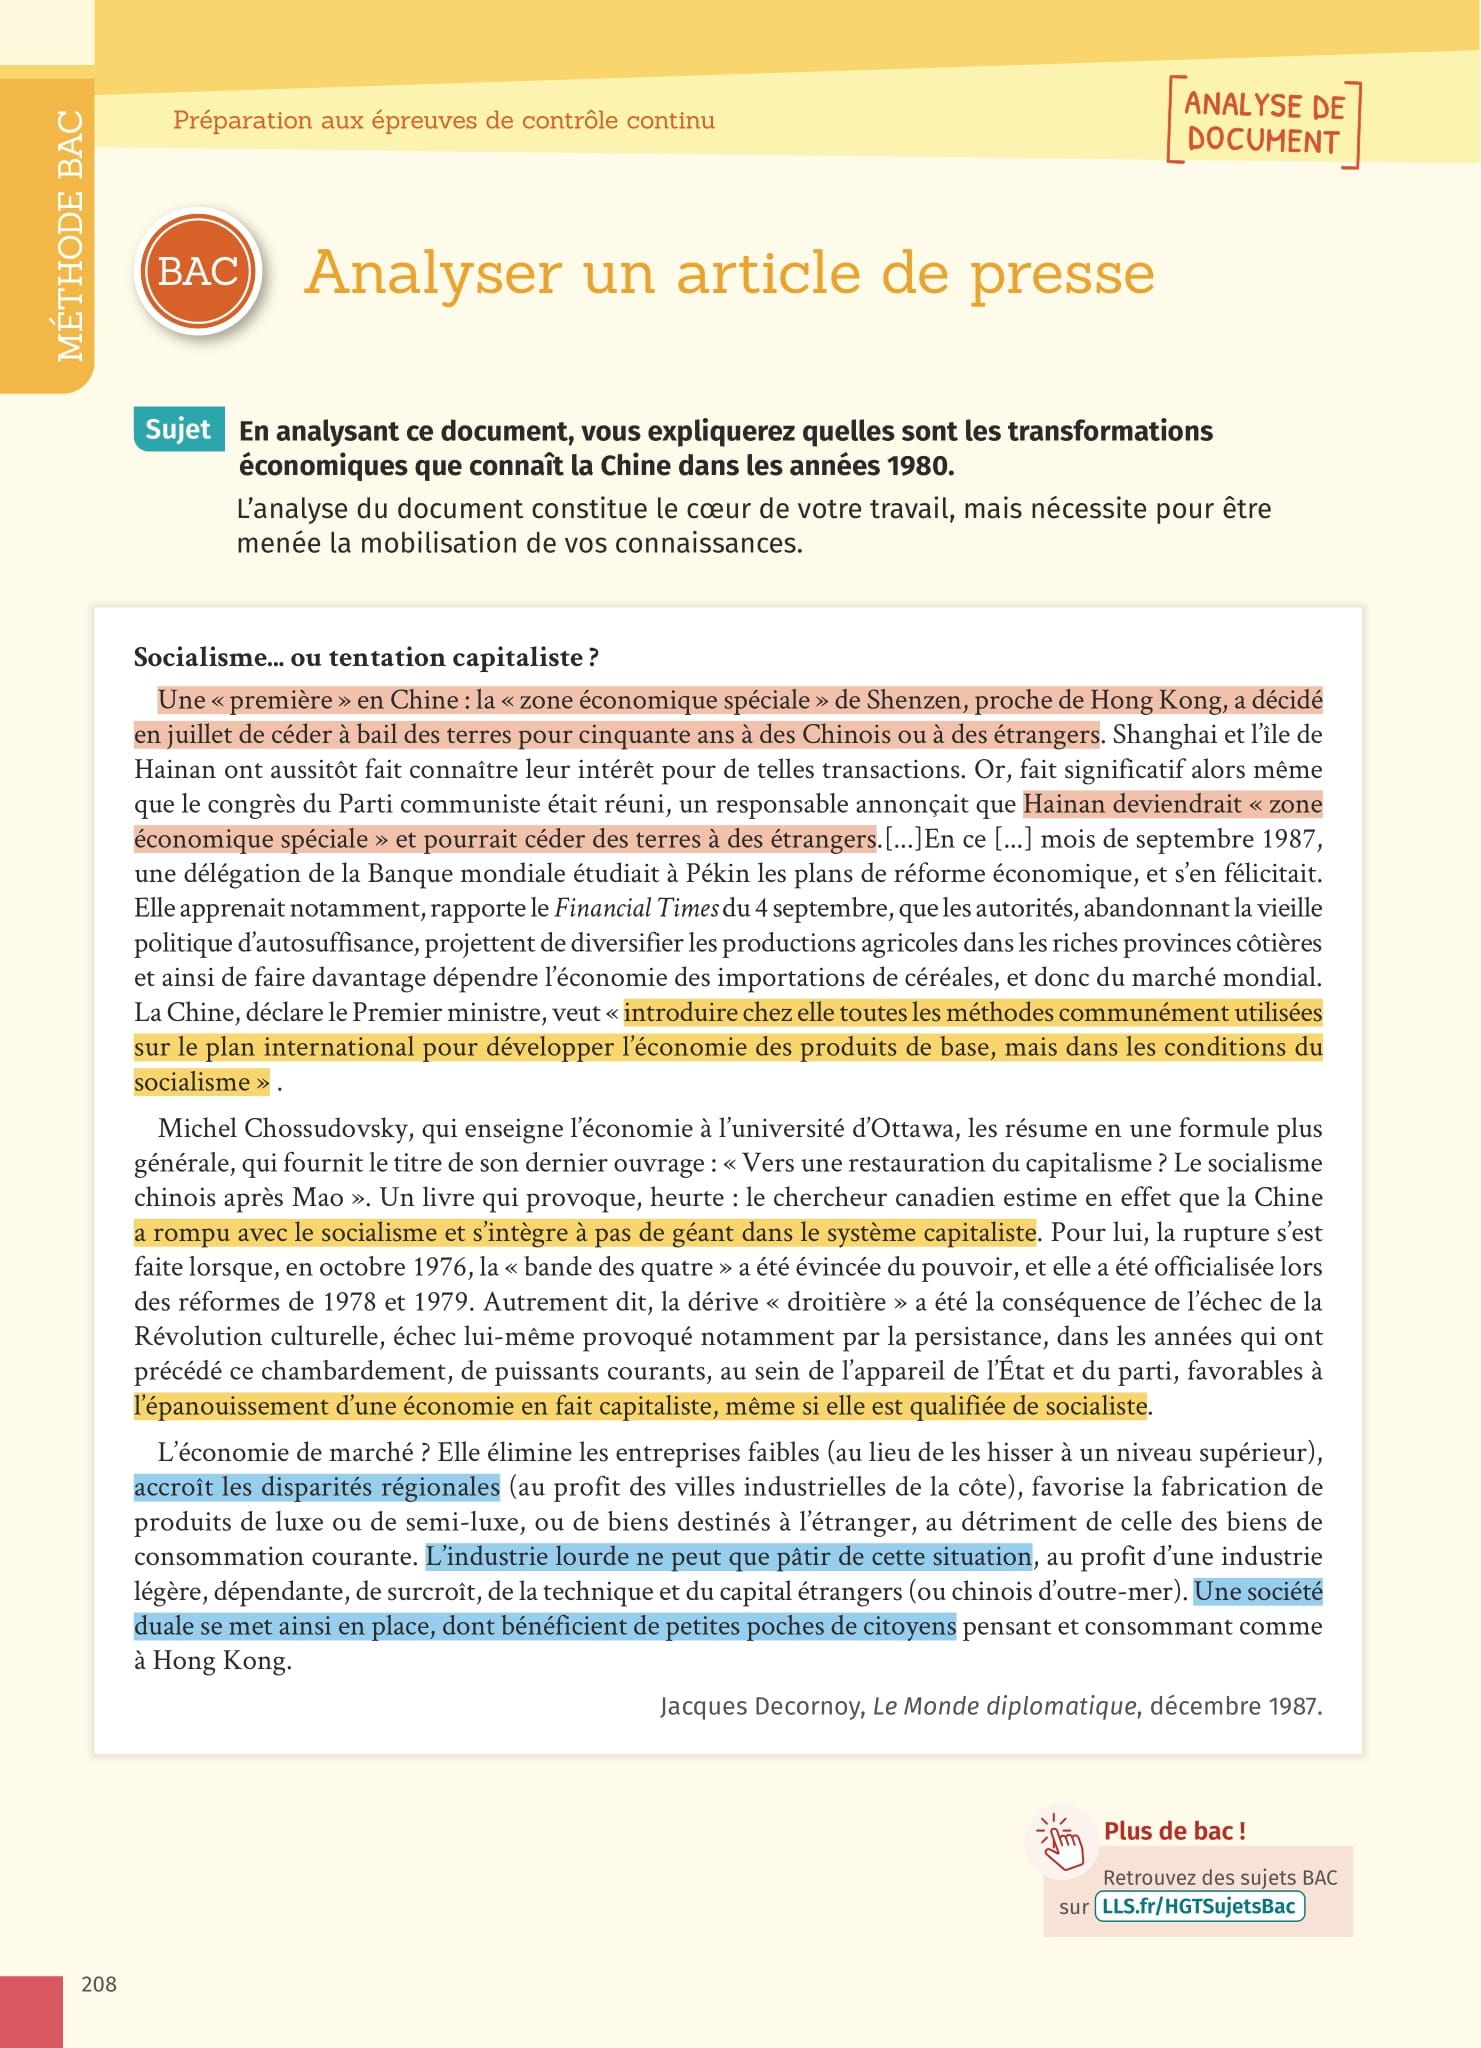 MÉTHODE BAC
Préparation aux épreuves de contrôle continu
ANALYSE DE
DOCUMENT
BAC
Analyser un article de presse
Sujet
En analysant ce document, vous expliquerez quelles sont les transformations
économiques que connaît la Chine dans les années 1980.
L’analyse du document constitue le cœur de votre travail, mais nécessite pour être
menée la mobilisation de vos connaissances.
Socialisme... ou tentation capitaliste ?
Une « première » en Chine : la « zone économique spéciale » de Shenzen, proche de Hong Kong, a décidé
en juillet de céder à bail des terres pour cinquante ans à des Chinois ou à des étrangers. Shanghai et l’île de
Hainan ont aussitôt fait connaître leur intérêt pour de telles transactions. Or, fait significatif alors même
que le congrès du Parti communiste était réuni, un responsable annonçait que Hainan deviendrait « zone
économique spéciale » et pourrait céder des terres à des étrangers.[...]En ce [...] mois de septembre 1987,
une délégation de la Banque mondiale étudiait à Pékin les plans de réforme économique, et s’en félicitait.
Elle apprenait notamment, rapporte le Financial Times du 4 septembre, que les autorités, abandonnant la vieille
politique d’autosuffisance, projettent de diversifier les productions agricoles dans les riches provinces côtières
et ainsi de faire davantage dépendre l’économie des importations de céréales, et donc du marché mondial.
La Chine, déclare le Premier ministre, veut « introduire chez elle toutes les méthodes communément utilisées
sur le plan international pour développer l’économie des produits de base, mais dans les conditions du
socialisme » .
Michel Chossudovsky, qui enseigne l’économie à l’université d’Ottawa, les résume en une formule plus
générale, qui fournit le titre de son dernier ouvrage : « Vers une restauration du capitalisme ? Le socialisme
chinois après Mao ». Un livre qui provoque, heurte : le chercheur canadien estime en effet que la Chine
a rompu avec le socialisme et s’intègre à pas de géant dans le système capitaliste. Pour lui, la rupture s’est
faite lorsque, en octobre 1976, la « bande des quatre » a été évincée du pouvoir, et elle a été officialisée lors
des réformes de 1978 et 1979. Autrement dit, la dérive « droitière » a été la conséquence de l’échec de la
Révolution culturelle, échec lui-même provoqué notamment par la persistance, dans les années qui ont
précédé ce chambardement, de puissants courants, au sein de l’appareil de l’État et du parti, favorables à
l’épanouissement d’une économie en fait capitaliste, même si elle est qualifiée de socialiste.
L’économie de marché ? Elle élimine les entreprises faibles (au lieu de les hisser à un niveau supérieur),
accroît les disparités régionales (au profit des villes industrielles de la côte), favorise la fabrication de
produits de luxe ou de semi-luxe, ou de biens destinés à l’étranger, au détriment de celle des biens de
consommation courante. L’industrie lourde ne peut que pâtir de cette situation, au profit d’une industrie
légère, dépendante, de surcroît, de la technique et du capital étrangers (ou chinois d’outre-mer). Une société
duale se met ainsi en place, dont bénéficient de petites poches de citoyens pensant et consommant comme
à Hong Kong.
Jacques Decornoy, Le Monde diplomatique, décembre 1987.
Plus de bac !
Retrouvez des sujets BAC
sur LLS.fr/HGTSujetsBac
208